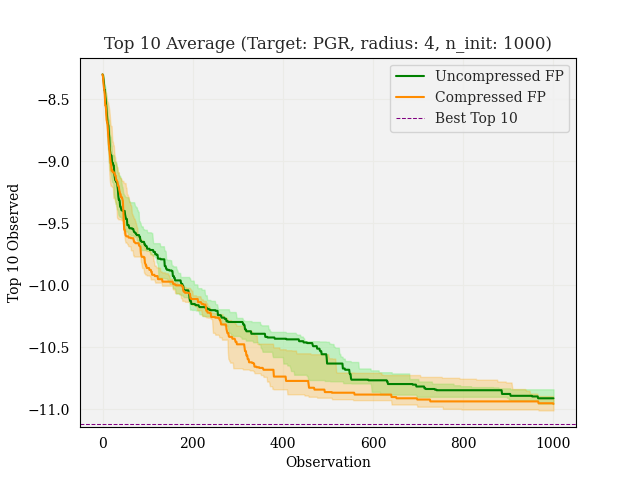 Top 10 Average (Target: PGR, radius: 4, n_init: 1000)
Uncompressed FP
Compressed FP
Best Top 10
Top 10 Observed
−8.5
−9.0
−9.5
−10.0
−10.5
−11.0
0 200 400 600 800 1000
Observation